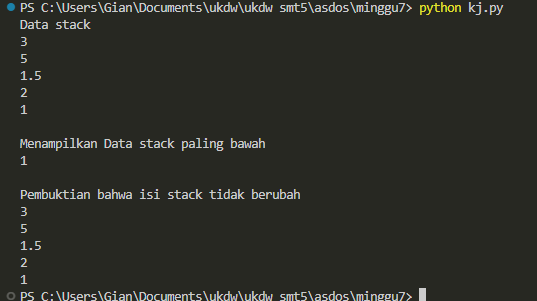 PS C:\Users\Gian\Documents\ukdw\ukdw smt5\asdos\minggu7> python kj.py
Data stack
3
5
1.5
2
1
Menampilkan Data stack paling bawah
1
Pembuktian bahwa isi stack tidak berubah
3
5
1.5
2
1
PS C:\Users\Gian\Documents\ukdw\ukdw smt5\asdos\minggu7>